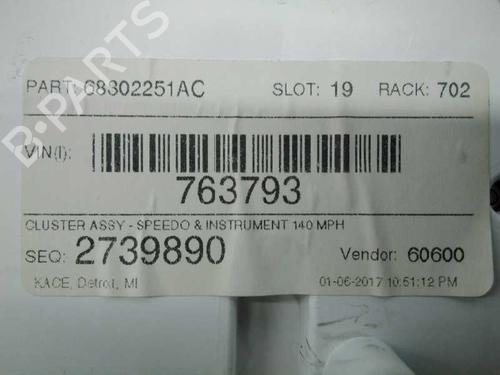 PART: 68302251AC SLOT: 19 RACK: 702
VIN(I):
763793
CLUSTER ASSY - SPEEDO & INSTRUMENT 140 MPH
SEQ: 2739890 Vendor: 60600
KACE, Detroit, MI 01-06-2017 10:51:12 PM
B-PARTS